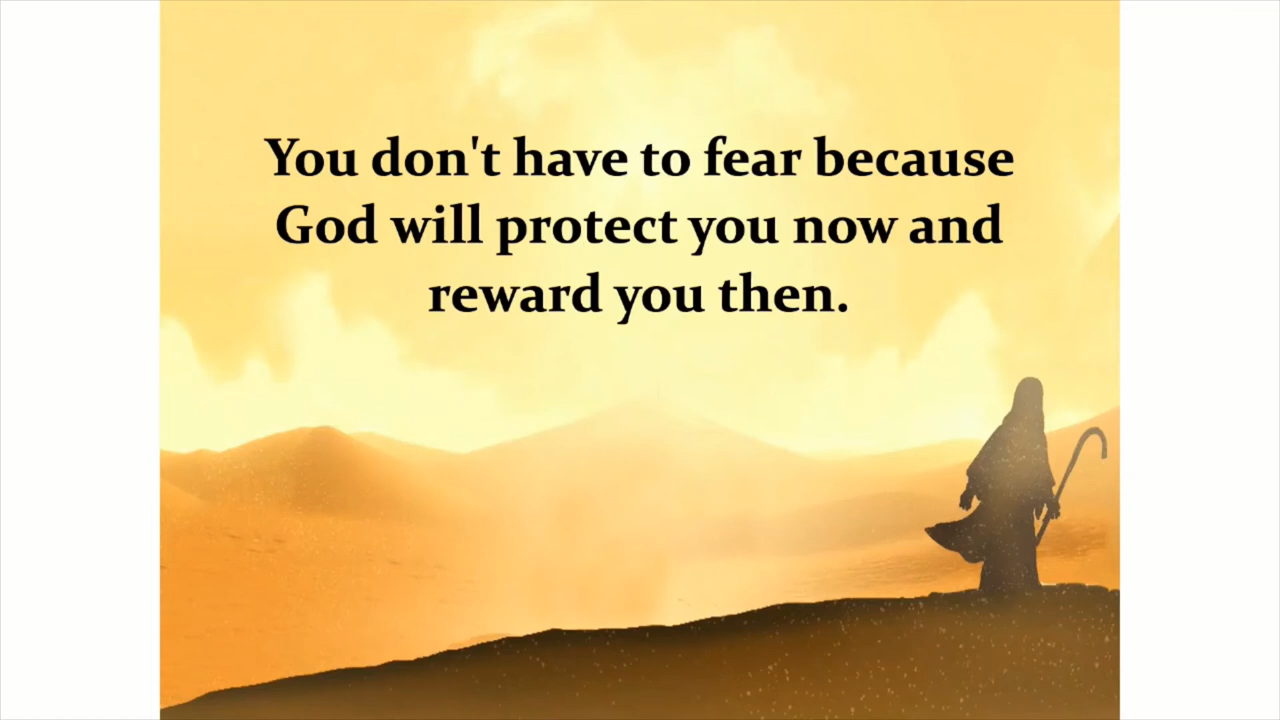 You don't have to fear because
God will protect you now and
reward you then.